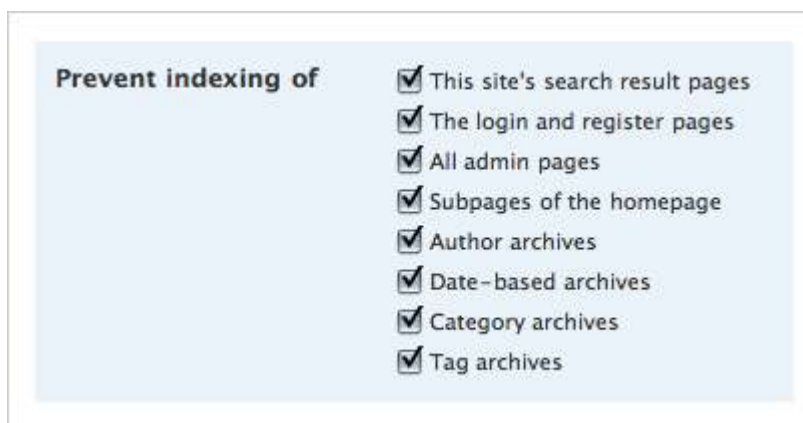 Prevent indexing of
This site's search result pages
The login and register pages
All admin pages
Subpages of the homepage
Author archives
Date-based archives
Category archives
Tag archives